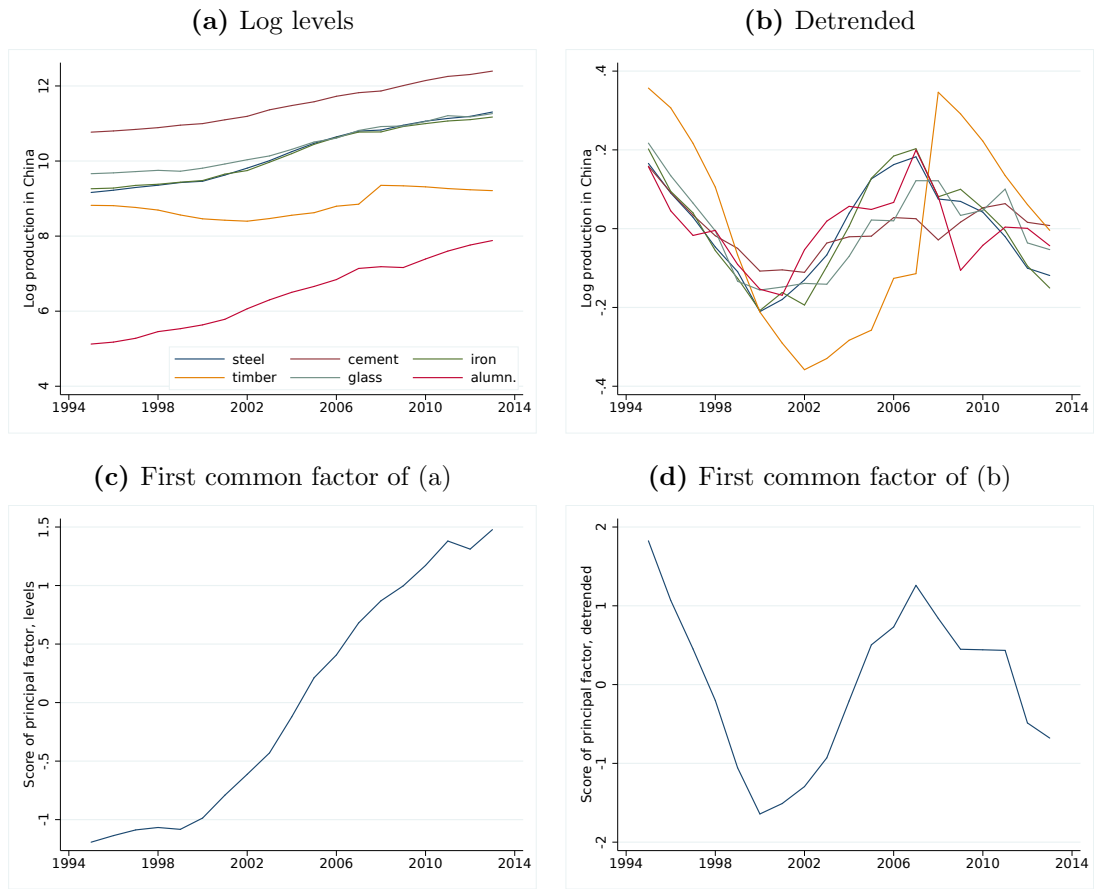 (a) Log levels
Log production in China
12
10
8
6
4
1994 1998 2002 2006 2010 2014
steel cement iron
timber glass alumn.
(b) Detrended
Log production in China
.4
.2
0
-.2
-.4
1994 1998 2002 2006 2010 2014
(c) First common factor of (a)
Score of principal factor, levels
1.5
1
.5
0
-.5
-1
1994 1998 2002 2006 2010 2014
(d) First common factor of (b)
Score of principal factor, detrended
2
1
0
-1
-2
1994 1998 2002 2006 2010 2014